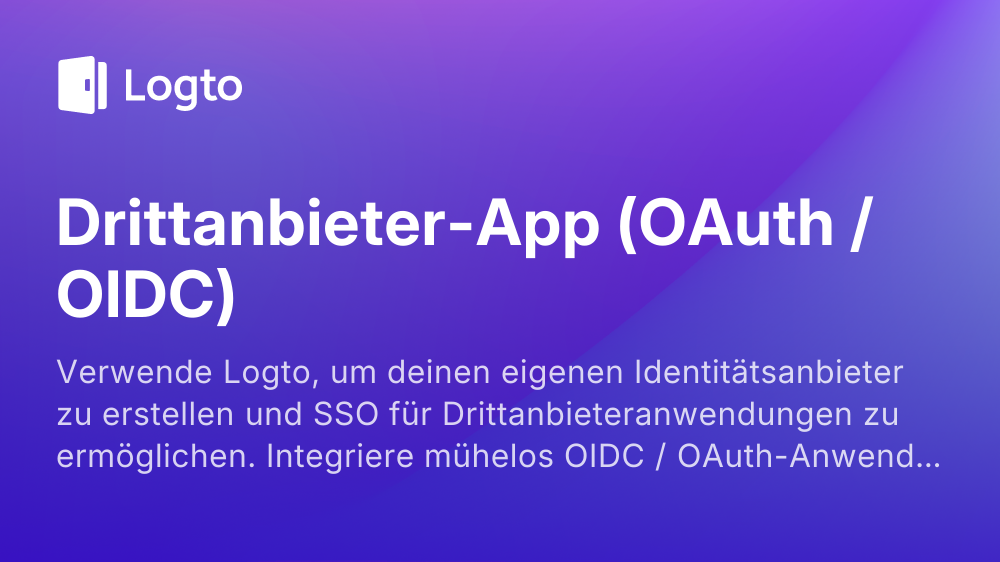 Logto
Drittanbieter-App (OAuth /
OIDC)
Verwende Logto, um deinen eigenen Identitätsanbieter
zu erstellen und SSO für Drittanbieteranwendungen zu
ermöglichen. Integriere mühelos OIDC / OAuth-Anwend...